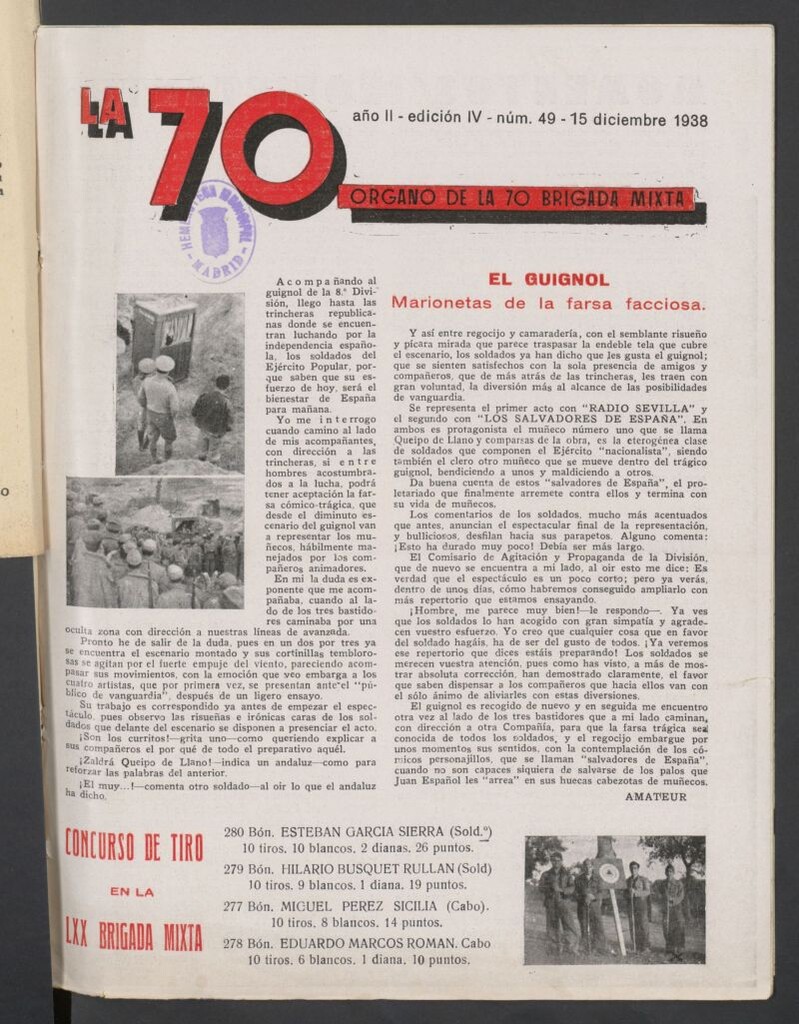 LA 70
año II - edición IV - núm. 49 - 15 diciembre 1938
ORGANO DE LA 70 BRIGADA MIXTA
HEMEROTECA MUNICIPAL
- MADRID -
Acompañando al
guignol de la 8.ª Divi-
sión, llego hasta las
trincheras republica-
nas donde se encuen-
tran luchando por la
independencia españo-
la, los soldados del
Ejército Popular, por-
que saben que su es-
fuerzo de hoy, será el
bienestar de España
para mañana.
Yo me interrogo
cuando camino al lado
de mis acompañantes,
con dirección a las
trincheras, si entre
hombres acostumbra-
dos a la lucha, podrá
tener aceptación la far-
sa cómico-trágica, que
desde el diminuto es-
cenario del guignol van
a representar los mu-
ñecos, hábilmente ma-
nejados por los com-
pañeros animadores.
En mi la duda es ex-
ponente que me acom-
pañaba, cuando al la-
do de los tres bastido-
res caminaba por una
oculta zona con dirección a nuestras líneas de avanzada.
Pronto he de salir de la duda, pues en un dos por tres ya
se encuentra el escenario montado y sus cortinillas tembloro-
sas se agitan por el fuerte empuje del viento, pareciendo acom-
pasar sus movimientos, con la emoción que veo embarga a los
cuatro artistas, que por primera vez, se presentan ante el "pú-
blico de vanguardia", después de un ligero ensayo.
Su trabajo es correspondido ya antes de empezar el espec-
táculo, pues observo las risueñas e irónicas caras de los sol-
dados que delante del escenario se disponen a presenciar el acto.
¡Son los curritos!—grita uno—como queriendo explicar a
sus compañeros el por qué de todo el preparativo aquél.
¡Zaldrá Queipo de Llano!—indica un andaluz—como para
reforzar las palabras del anterior.
¡El muy...!—comenta otro soldado—al oir lo que el andaluz
ha dicho.
EL GUIGNOL
Marionetas de la farsa facciosa.
Y así entre regocijo y camaradería, con el semblante risueño
y pícara mirada que parece traspasar la endeble tela que cubre
el escenario, los soldados ya han dicho que les gusta el guignol;
que se sienten satisfechos con la sola presencia de amigos y
compañeros, que de más atrás de las trincheras, les traen con
gran voluntad, la diversión más al alcance de las posibilidades
de vanguardia.
Se representa el primer acto con "RADIO SEVILLA" y
el segundo con "LOS SALVADORES DE ESPAÑA". En
ambos es protagonista el muñeco número uno que se llama
Queipo de Llano y comparsas de la obra, es la eterogénea clase
de soldados que componen el Ejército "nacionalista", siendo
también el clero otro muñeco que se mueve dentro del trágico
guignol, bendiciendo a unos y maldiciendo a otros.
Da buena cuenta de estos "salvadores de España", el pro-
letariado que finalmente arremete contra ellos y termina con
su vida de muñecos.
Los comentarios de los soldados, mucho más acentuados
que antes, anuncian el espectacular final de la representación,
y bulliciosos, desfilan hacia sus parapetos. Alguno comenta:
¡Esto ha durado muy poco! Debía ser más largo.
El Comisario de Agitación y Propaganda de la División,
que de nuevo se encuentra a mi lado, al oir esto me dice: Es
verdad que el espectáculo es un poco corto; pero ya verás,
dentro de unos días, cómo habremos conseguido ampliarlo con
más repertorio que estamos ensayando.
¡Hombre, me parece muy bien!—le respondo—. Ya ves
que los soldados lo han acogido con gran simpatía y agrade-
cen vuestro esfuerzo. Yo creo que cualquier cosa que en favor
del soldado hagáis, ha de ser del gusto de todos. ¡Ya veremos
ese repertorio que dices estáis preparando! Los soldados se
merecen vuestra atención, pues como has visto, a más de mos-
trar absoluta corrección, han demostrado claramente, el favor
que saben dispensar a los compañeros que hacia ellos van con
el sólo ánimo de aliviarles con estas diversiones.
El guignol es recogido de nuevo y en seguida me encuentro
otra vez al lado de los tres bastidores que a mi lado caminan,
con dirección a otra Compañía, para que la farsa trágica sea
conocida de todos los soldados, y el regocijo embargue por
unos momentos sus sentidos, con la contemplación de los có-
micos personajillos, que se llaman "salvadores de España",
cuando no son capaces siquiera de salvarse de los palos que
Juan Español les "arrea" en sus huecas cabezotas de muñecos.
AMATEUR
CONCURSO DE TIRO
EN LA
LXX BRIGADA MIXTA
280 Bón. ESTEBAN GARCIA SIERRA (Sold.º)
10 tiros. 10 blancos. 2 dianas. 26 puntos.
279 Bón. HILARIO BUSQUET RULLAN (Sold)
10 tiros. 9 blancos. 1 diana. 19 puntos.
277 Bón. MIGUEL PEREZ SICILIA (Cabo).
10 tiros. 8 blancos. 14 puntos.
278 Bón. EDUARDO MARCOS ROMAN. Cabo
10 tiros. 6 blancos. 1 diana. 10 puntos.